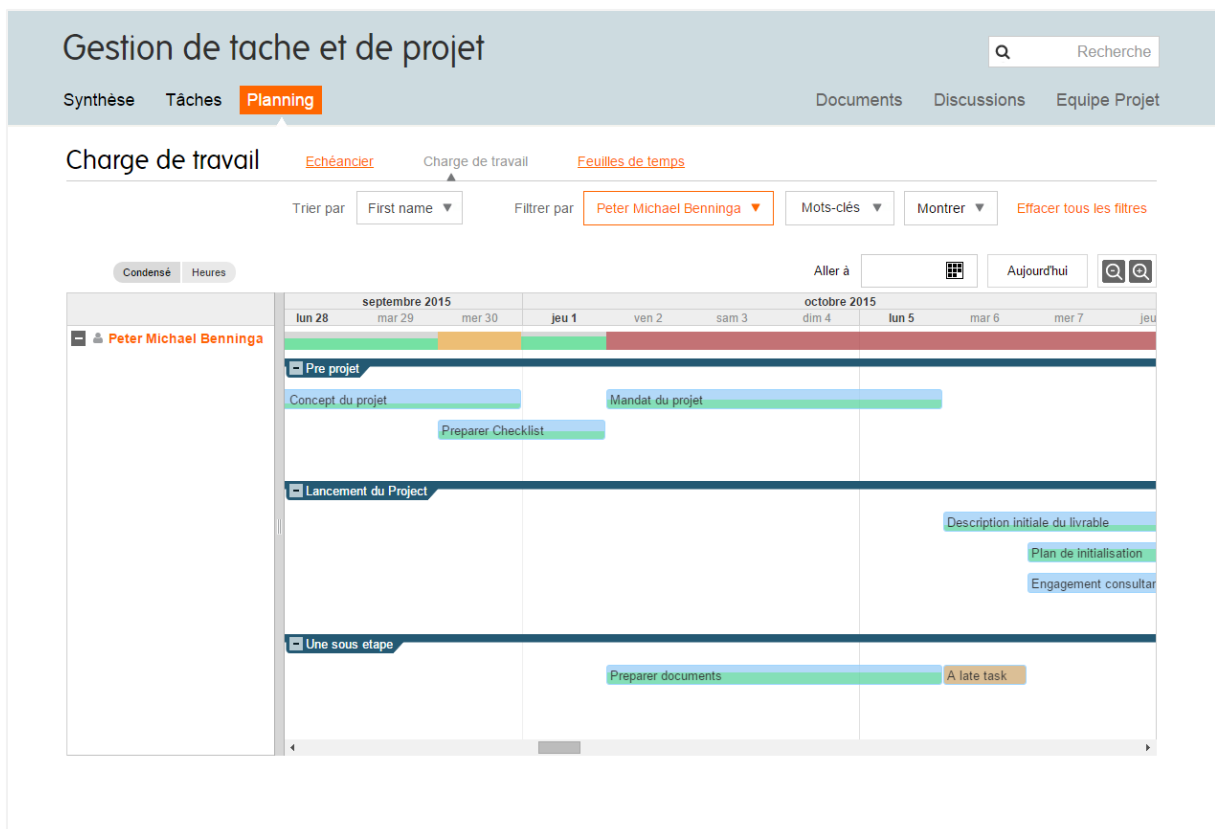 Gestion de tache et de projet
Recherche
Synthèse Tâches Planning Documents Discussions Equipe Projet
Charge de travail Echéancier Charge de travail Feuilles de temps
Trier par First name Filtrer par Peter Michael Benninga Mots-clés Montrer Effacer tous les filtres
Condensé Heures Aller à Aujourd'hui
septembre 2015 octobre 2015
lun 28 mar 29 mer 30 jeu 1 ven 2 sam 3 dim 4 lun 5 mar 6 mer 7 jeu
Peter Michael Benninga
Pre projet
Concept du projet Mandat du projet
Preparer Checklist
Lancement du Project
Description initiale du livrable
Plan de initialisation
Engagement consultan
Une sous etape
Preparer documents A late task